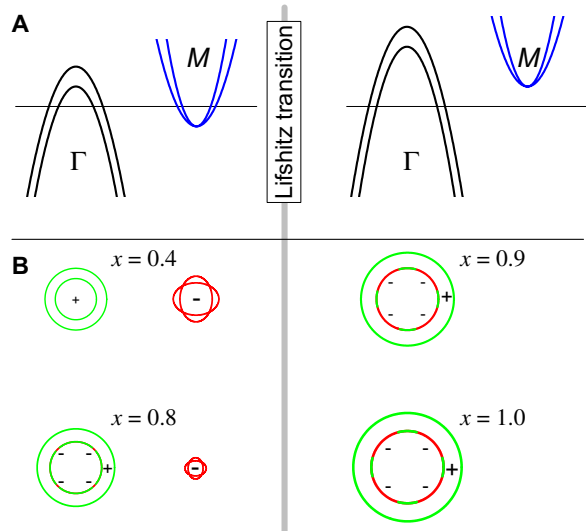 A
M
Γ
Lifshitz transition
M
Γ
B
x = 0.4
+
-
x = 0.9
- -
- -
+
x = 0.8
- -
+
- -
-
x = 1.0
- -
+
- -